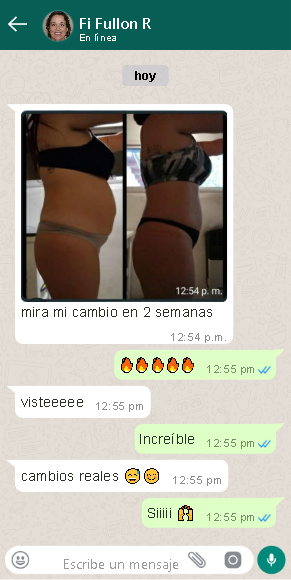 Fi Fullon R
En línea
hoy
12:54 p. m.
mira mi cambio en 2 semanas
12:54 p.m.
🔥🔥🔥🔥🔥 12:55 pm
visteeeee 12:55 pm
Increíble 12:55 pm
cambios reales 😅😊 12:55 pm
Siiiii 🙌 12:55 pm
Escribe un mensaje